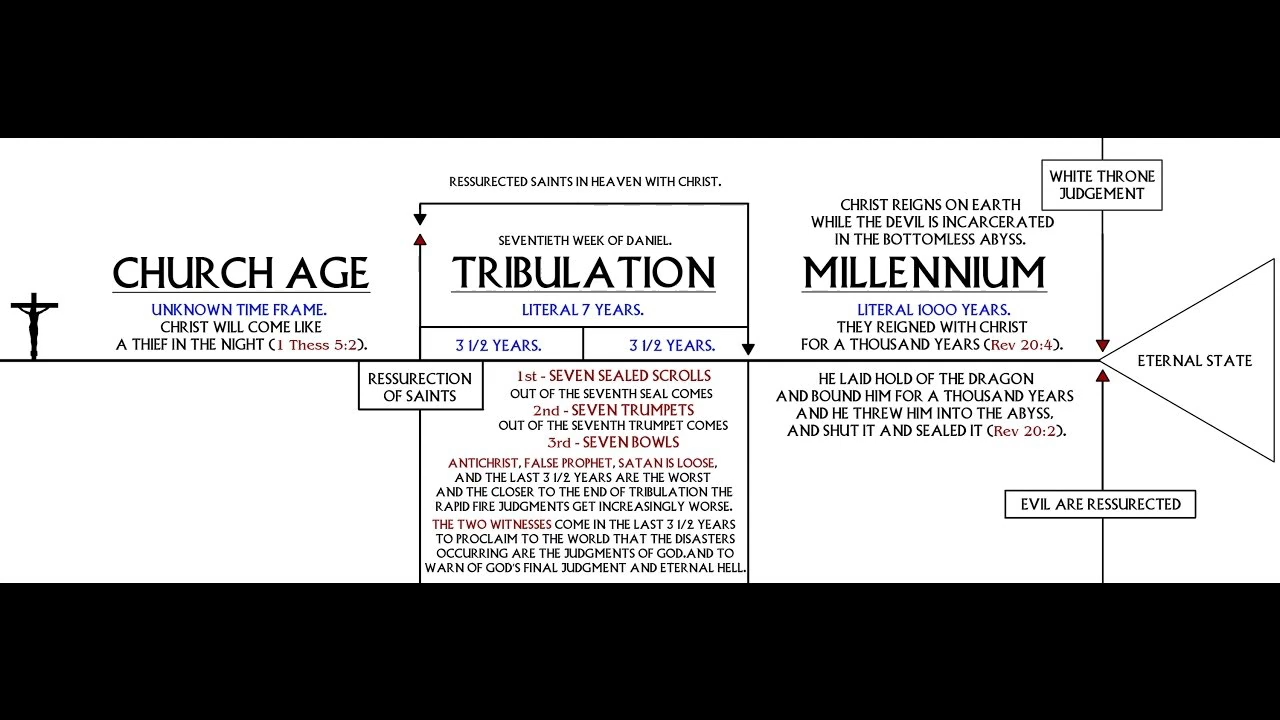 RESSURECTED SAINTS IN HEAVEN WITH CHRIST.
CHURCH AGE
UNKNOWN TIME FRAME.
CHRIST WILL COME LIKE
A THIEF IN THE NIGHT (1 Thess 5:2).
RESSURECTION
OF SAINTS
SEVENTIETH WEEK OF DANIEL.
TRIBULATION
LITERAL 7 YEARS.
3 1/2 YEARS.
3 1/2 YEARS.
1st - SEVEN SEALED SCROLLS
OUT OF THE SEVENTH SEAL COMES
2nd - SEVEN TRUMPETS
OUT OF THE SEVENTH TRUMPET COMES
3rd - SEVEN BOWLS
ANTICHRIST, FALSE PROPHET, SATAN IS LOOSE,
AND THE LAST 3 1/2 YEARS ARE THE WORST
AND THE CLOSER TO THE END OF TRIBULATION THE
RAPID FIRE JUDGMENTS GET INCREASINGLY WORSE.
THE TWO WITNESSES COME IN THE LAST 3 1/2 YEARS
TO PROCLAIM TO THE WORLD THAT THE DISASTERS
OCCURRING ARE THE JUDGMENTS OF GOD.AND TO
WARN OF GOD'S FINAL JUDGMENT AND ETERNAL HELL.
CHRIST REIGNS ON EARTH
WHILE THE DEVIL IS INCARCERATED
IN THE BOTTOMLESS ABYSS.
MILLENNIUM
LITERAL 1000 YEARS.
THEY REIGNED WITH CHRIST
FOR A THOUSAND YEARS (Rev 20:4).
HE LAID HOLD OF THE DRAGON
AND BOUND HIM FOR A THOUSAND YEARS
AND HE THREW HIM INTO THE ABYSS,
AND SHUT IT AND SEALED IT (Rev 20:2).
WHITE THRONE
JUDGEMENT
ETERNAL STATE
EVIL ARE RESSURECTED